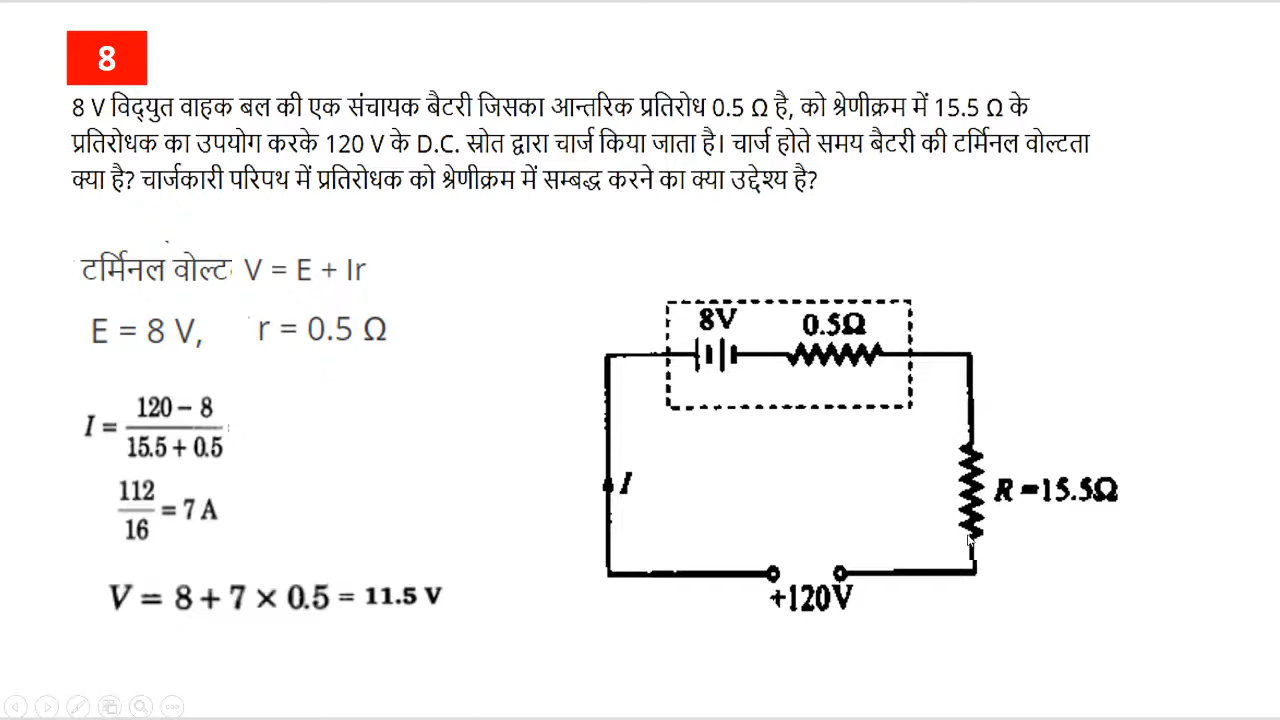 8
8 V विद्युत वाहक बल की एक संचायक बैटरी जिसका आन्तरिक प्रतिरोध 0.5 Ω है, को श्रेणीक्रम में 15.5 Ω के
प्रतिरोधक का उपयोग करके 120 V के D.C. स्रोत द्वारा चार्ज किया जाता है। चार्ज होते समय बैटरी की टर्मिनल वोल्टता
क्या है? चार्जकारी परिपथ में प्रतिरोधक को श्रेणीक्रम में सम्बद्ध करने का क्या उद्देश्य है?
टर्मिनल वोल्ट V = E + Ir
E = 8 V, r = 0.5 Ω
I = (120 – 8) / (15.5 + 0.5)
112 / 16 = 7 A
V = 8 + 7 × 0.5 = 11.5 V
8V 0.5Ω
I
R = 15.5Ω
+120V